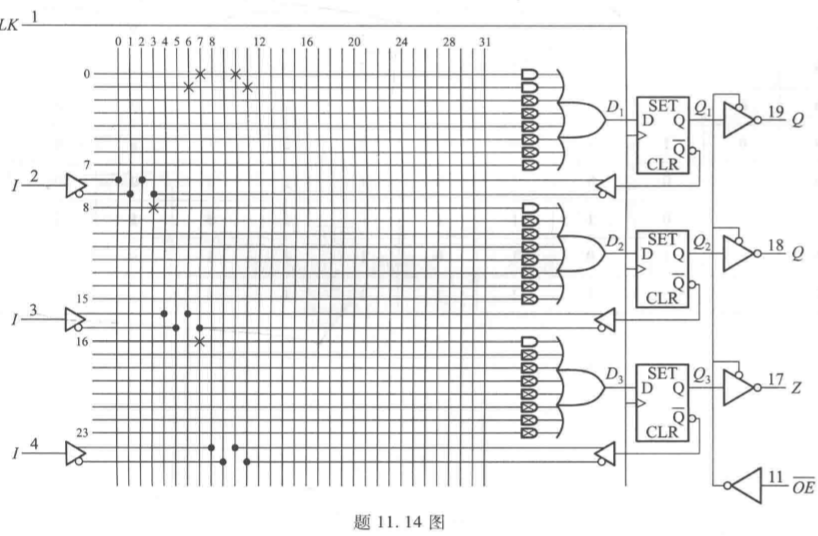 LK 1
0 1 2 3 4 5 6 7 8 12 16 20 24 28 31
0
D1 SET D Q Q̅ CLR Q1 19 Q
7
I 2
8
D2 SET D Q Q̅ CLR Q2 18 Q
15
I 3
16
D3 SET D Q Q̅ CLR Q3 17 Z
23
I 4
11 O̅E̅
题 11.14 图